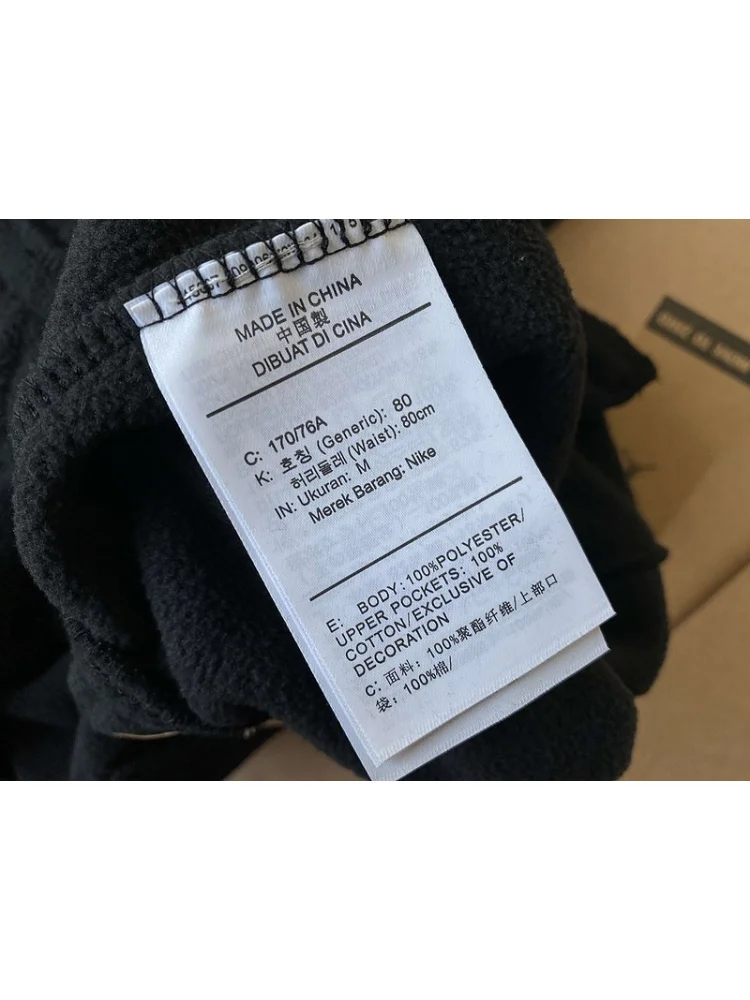 MADE IN CHINA
中国製
DIBUAT DI CINA
C: 170/76A
K: 호칭 (Generic): 80
허리둘레 (Waist): 80cm
IN: Ukuran: M
Merek Barang: Nike
E: BODY:100%POLYESTER/
UPPER POCKETS: 100%
COTTON/EXCLUSIVE OF
DECORATION
C: 面料: 100%聚酯纤维/上部口
袋: 100%棉/